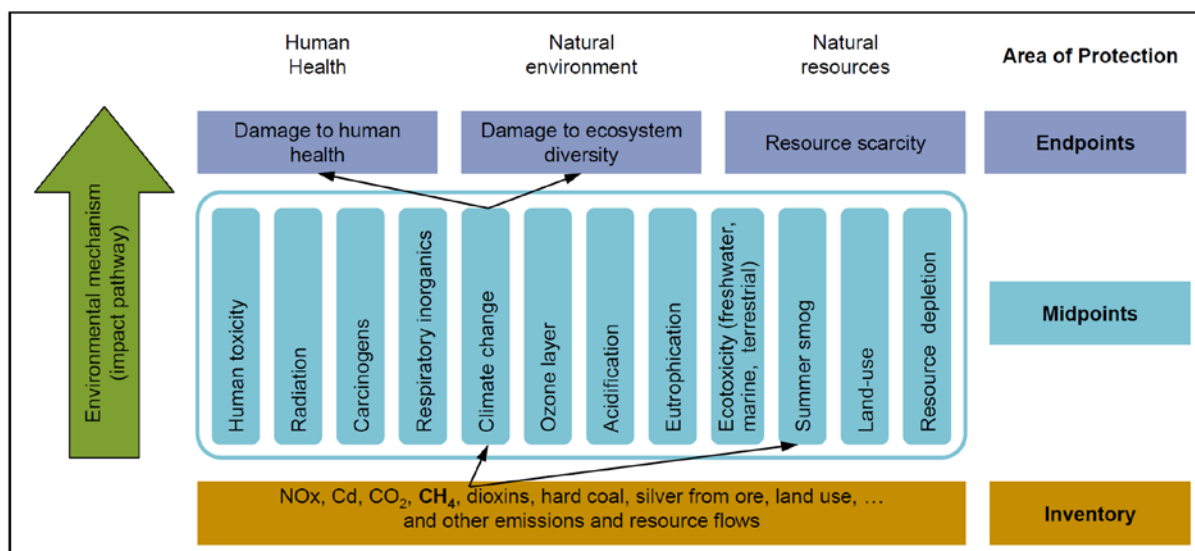 Human
Health
Natural
environment
Natural
resources
Area of Protection
Damage to human
health
Damage to ecosystem
diversity
Resource scarcity
Endpoints
Environmental mechanism
(impact pathway)
Human toxicity
Radiation
Carcinogens
Respiratory inorganics
Climate change
Ozone layer
Acidification
Eutrophication
Ecotoxicity (freshwater,
marine, terrestrial)
Summer smog
Land-use
Resource depletion
Midpoints
NOx, Cd, CO₂, CH₄, dioxins, hard coal, silver from ore, land use, …
and other emissions and resource flows
Inventory